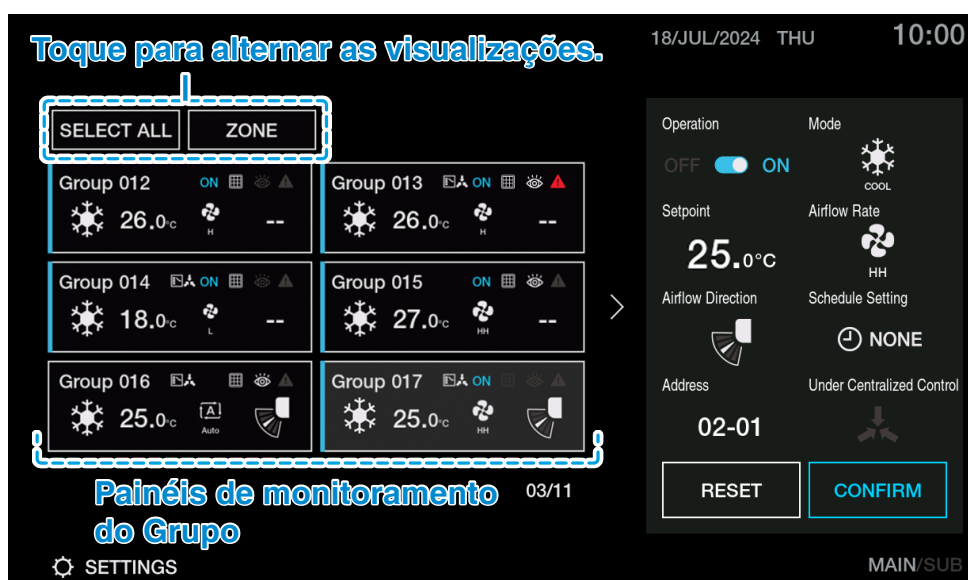 Toque para alternar as visualizações.
18/JUL/2024 THU 10:00
SELECT ALL ZONE
Group 012 ON
26.0°C H --
Group 013 ON
26.0°C H --
Group 014 ON
18.0°C L --
Group 015 ON
27.0°C HH --
Group 016
25.0°C A Auto
Group 017 ON
25.0°C HH
Painéis de monitoramento
do Grupo
03/11
Operation Mode
OFF ON COOL
Setpoint Airflow Rate
25.0°C HH
Airflow Direction Schedule Setting
NONE
Address Under Centralized Control
02-01
RESET CONFIRM
SETTINGS
MAIN/SUB